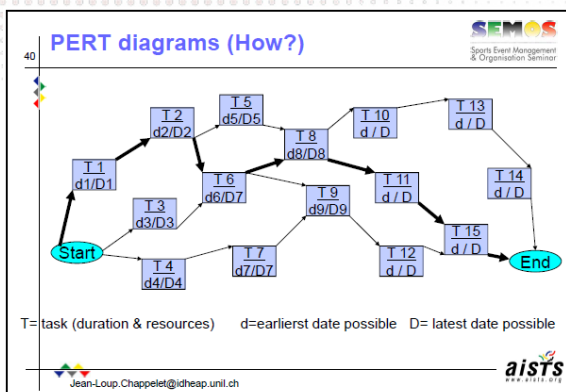 40
PERT diagrams (How?)
SEMOS
Sports Event Management
& Organisation Seminar
T 1
d1/D1
T 2
d2/D2
T 3
d3/D3
T 4
d4/D4
T 5
d5/D5
T 6
d6/D7
T 7
d7/D7
T 8
d8/D8
T 9
d9/D9
T 10
d / D
T 11
d / D
T 12
d / D
T 13
d / D
T 14
d / D
T 15
d / D
Start
End
T= task (duration & resources) d=earlierst date possible D= latest date possible
Jean-Loup.Chappelet@idheap.unil.ch
aists
www.aists.org